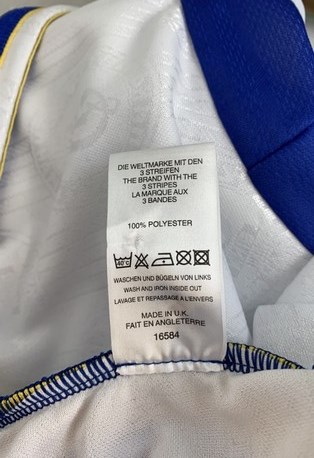 DIE WELTMARKE MIT DEN
3 STREIFEN
THE BRAND WITH THE
3 STRIPES
LA MARQUE AUX
3 BANDES
100% POLYESTER
40°C
WASCHEN UND BÜGELN VON LINKS
WASH AND IRON INSIDE OUT
LAVAGE ET REPASSAGE A L'ENVERS
MADE IN U.K.
FAIT EN ANGLETERRE
16584